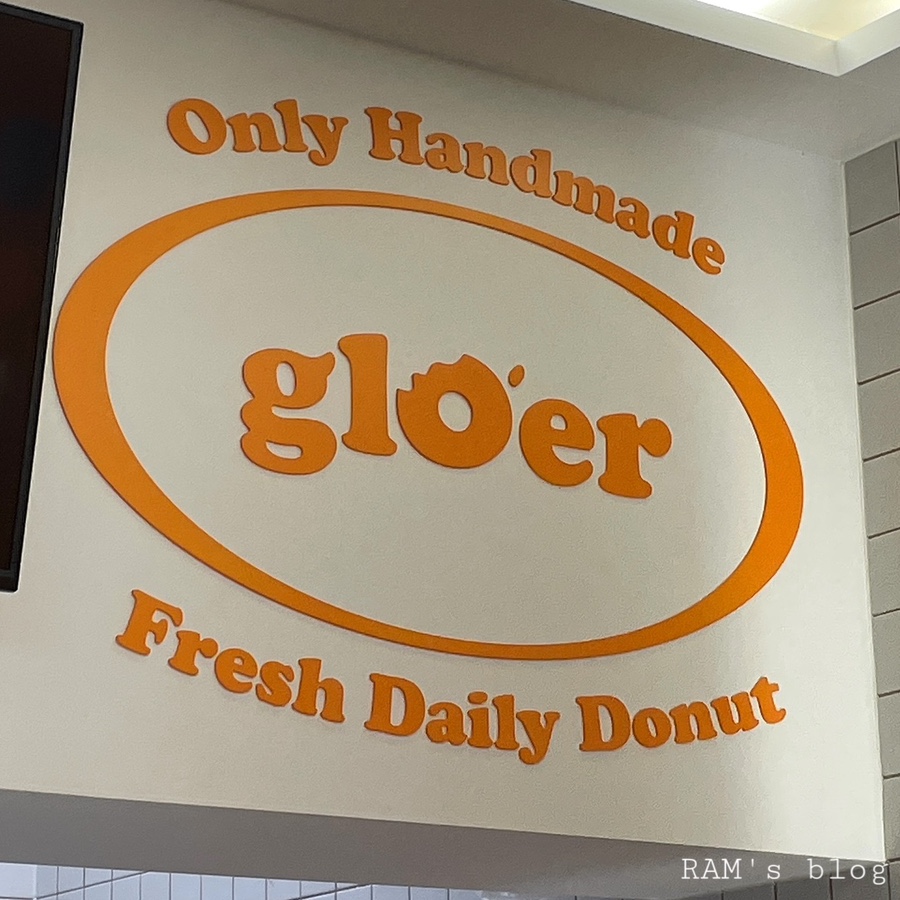 Only Handmade
glo'er
Fresh Daily Donut
RAM's blog